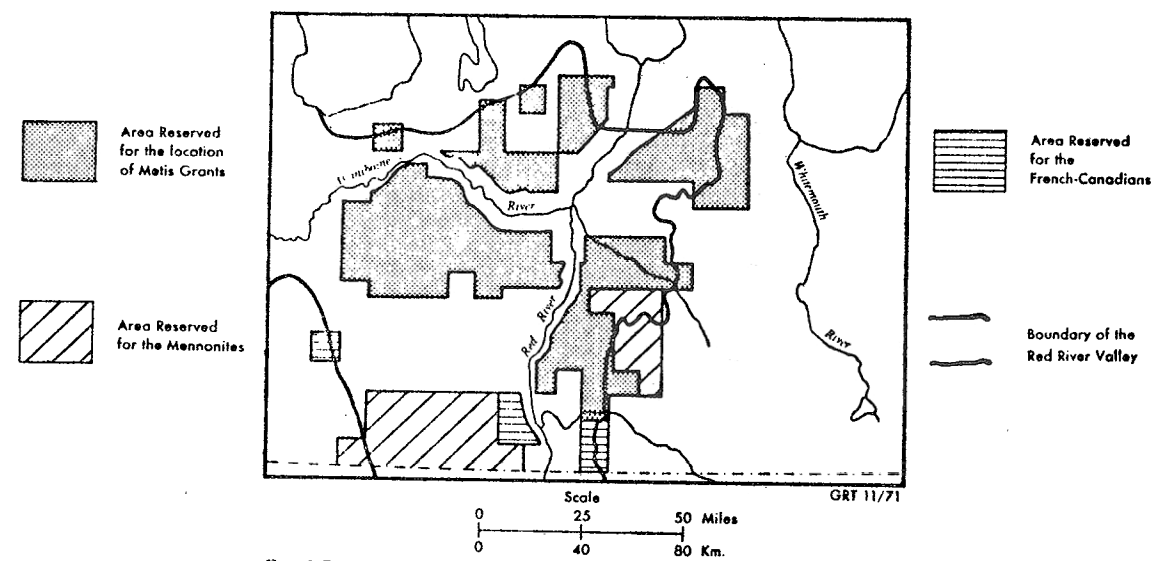 Area Reserved
for the location
of Metis Grants
Area Reserved
for the Mennonites
River
Red River
Whitemouth
River
Area Reserved
for the
French-Canadians
Boundary of the
Red River Valley
GRT 11/71
Scale
0 25 50 Miles
0 40 80 Km.